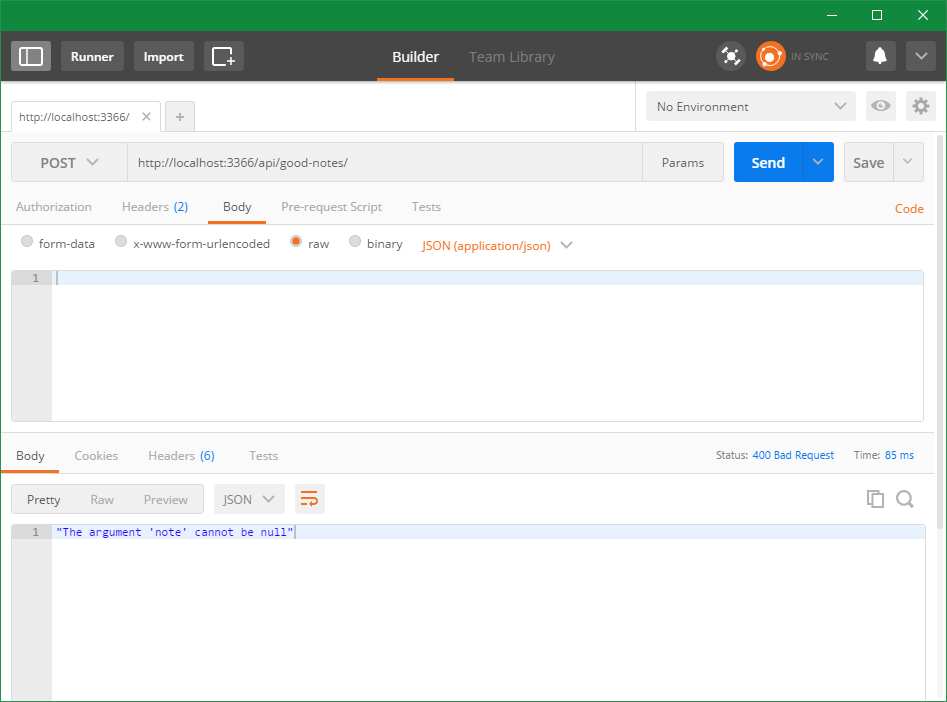 Runner Import Builder Team Library IN SYNC
http://localhost:3366/ No Environment
POST http://localhost:3366/api/good-notes/ Params Send Save
Authorization Headers (2) Body Pre-request Script Tests Code
form-data x-www-form-urlencoded raw binary JSON (application/json)
1
Body Cookies Headers (6) Tests Status: 400 Bad Request Time: 85 ms
Pretty Raw Preview JSON
1 "The argument 'note' cannot be null"